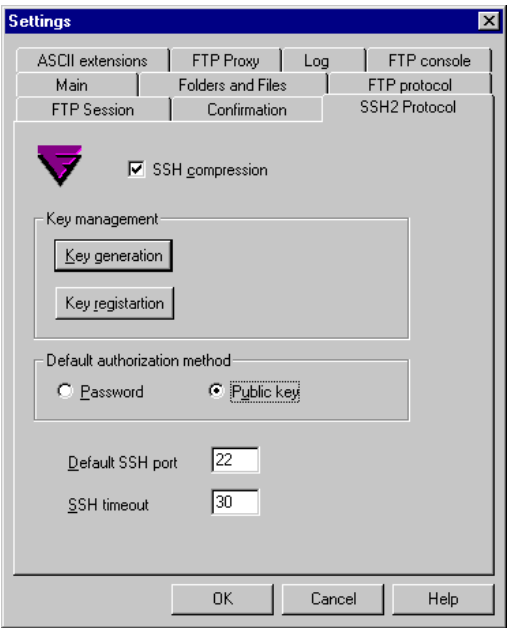 Settings
ASCII extensions FTP Proxy Log FTP console
Main Folders and Files FTP protocol
FTP Session Confirmation SSH2 Protocol
SSH compression
Key management
Key generation
Key registartion
Default authorization method
Password Public key
Default SSH port 22
SSH timeout 30
OK Cancel Help